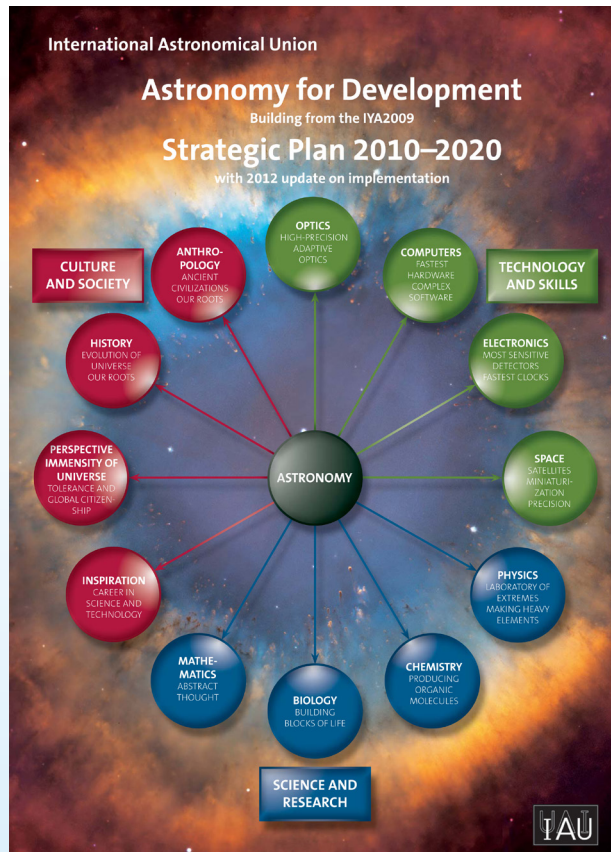 International Astronomical Union
Astronomy for Development
Building from the IYA2009
Strategic Plan 2010–2020
with 2012 update on implementation
CULTURE
AND SOCIETY
ANTHRO-
POLOGY
ANCIENT
CIVILIZATIONS
OUR ROOTS
OPTICS
HIGH-PRECISION
ADAPTIVE
OPTICS
COMPUTERS
FASTEST
HARDWARE
COMPLEX
SOFTWARE
TECHNOLOGY
AND SKILLS
HISTORY
EVOLUTION OF
UNIVERSE
OUR ROOTS
ELECTRONICS
MOST SENSITIVE
DETECTORS
FASTEST CLOCKS
PERSPECTIVE
IMMENSITY OF
UNIVERSE
TOLERANCE AND
GLOBAL CITIZEN
SHIP
ASTRONOMY
SPACE
SATELLITES
MINIATURI-
ZATION
PRECISION
INSPIRATION
CAREER IN
SCIENCE AND
TECHNOLOGY
PHYSICS
LABORATORY OF
EXTREMES
MAKING HEAVY
ELEMENTS
MATHE-
MATICS
ABSTRACT
THOUGHT
BIOLOGY
BUILDING
BLOCKS OF LIFE
CHEMISTRY
PRODUCING
ORGANIC
MOLECULES
SCIENCE AND
RESEARCH
UAI
IAU